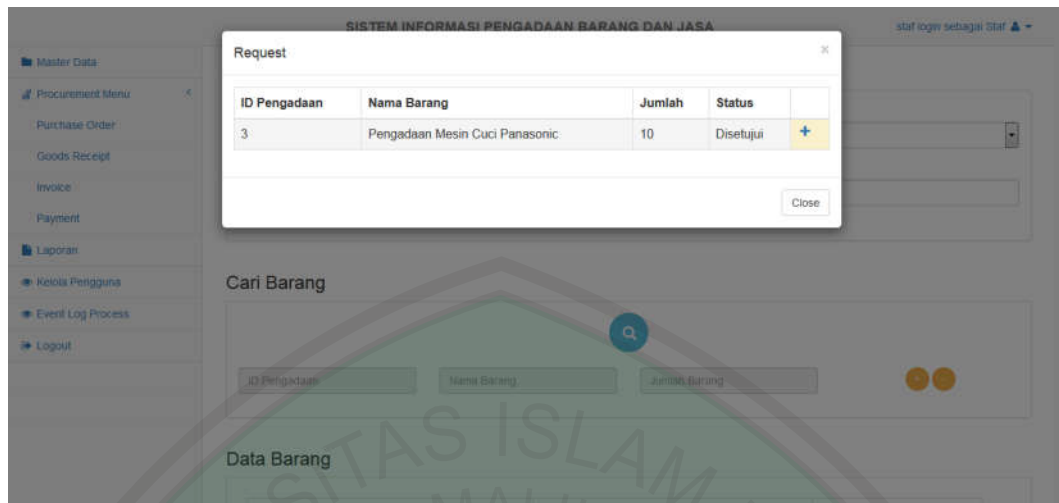 SISTEM INFORMASI PENGADAAN BARANG DAN JASA
staf login sebagai Staf
Request
×
Master Data
Procurement Menu
Purchase Order
Goods Receipt
Invoice
Payment
Laporan
Kelola Pengguna
Event Log Process
Logout
ID Pengadaan Nama Barang Jumlah Status
3 Pengadaan Mesin Cuci Panasonic 10 Disetujui +
Close
Cari Barang
ID Pengadaan Nama Barang Jumlah Barang
Data Barang
SITAS ISLAM